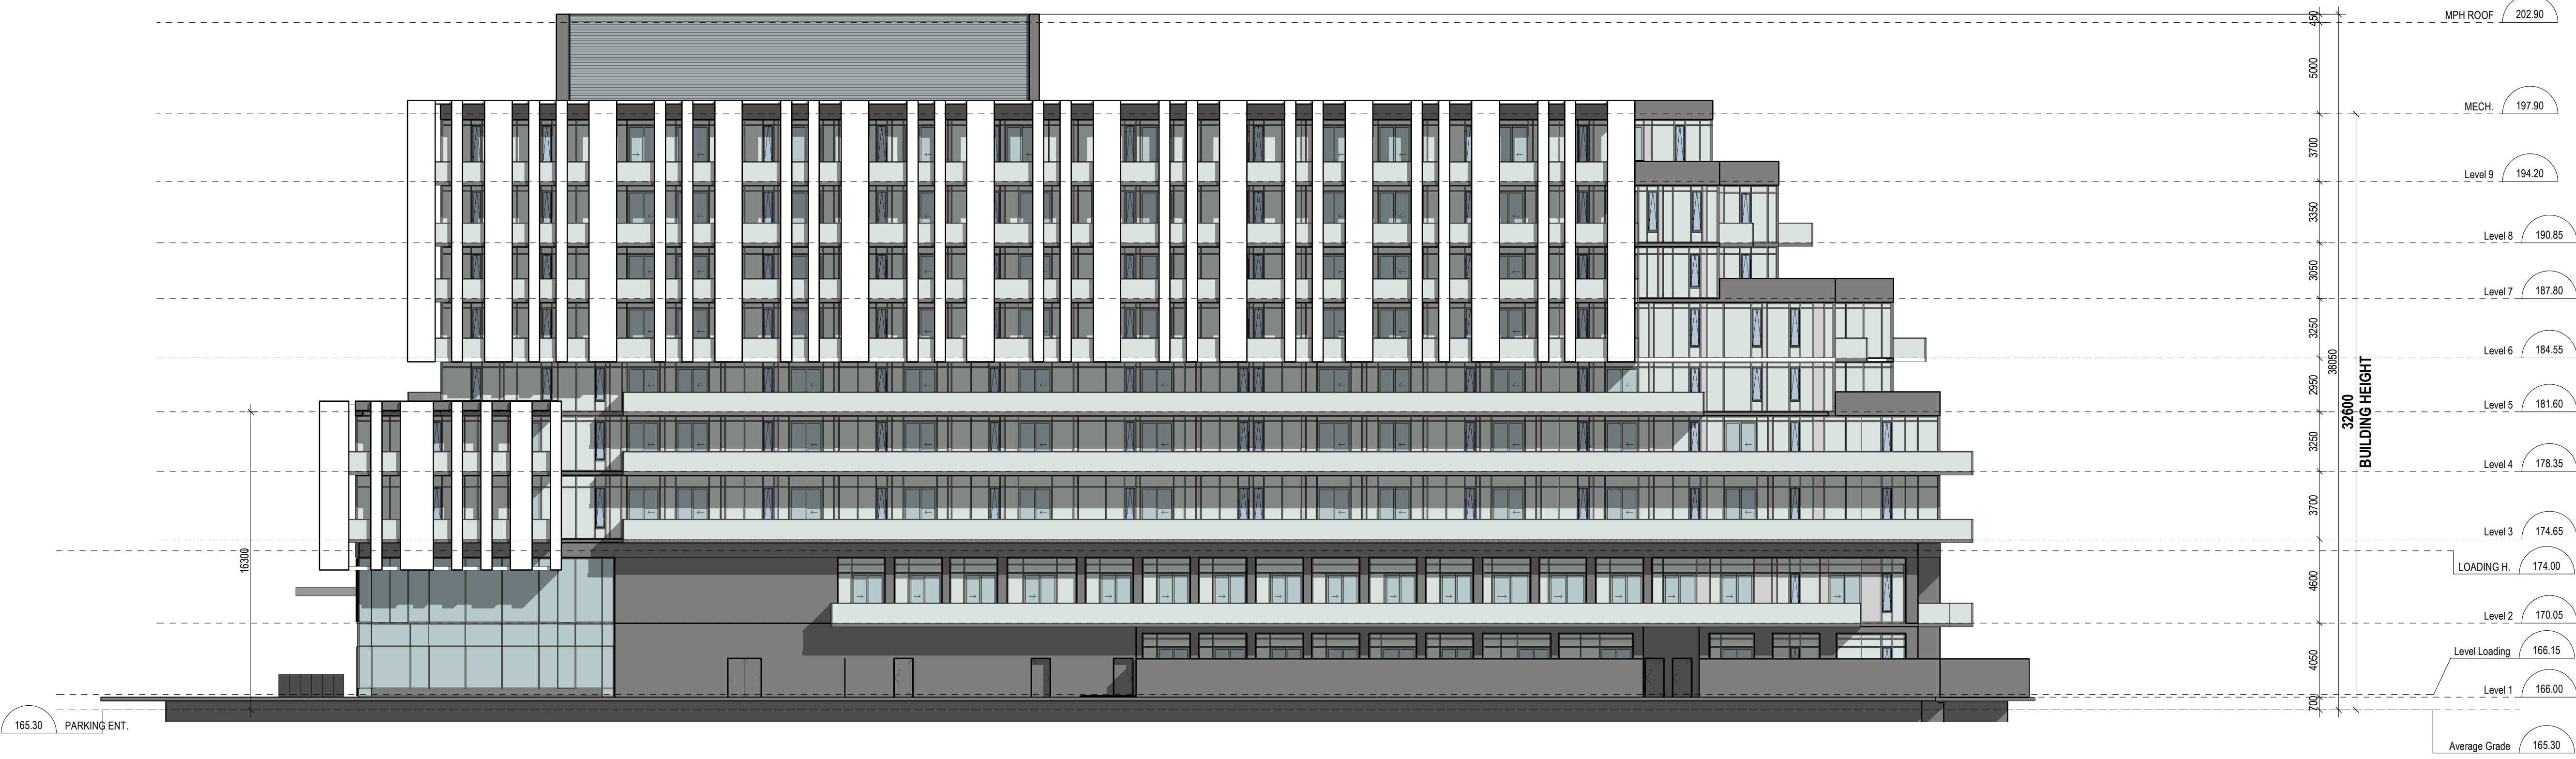 450
MPH ROOF 202.90
5000
MECH. 197.90
3700
Level 9 194.20
3350
Level 8 190.85
3050
Level 7 187.80
3250
Level 6 184.55
38050
2950
32600
BUILDING HEIGHT
Level 5 181.60
3250
Level 4 178.35
3700
Level 3 174.65
16300
LOADING H. 174.00
4600
Level 2 170.05
Level Loading 166.15
4050
Level 1 166.00
700
165.30 PARKING ENT.
Average Grade 165.30